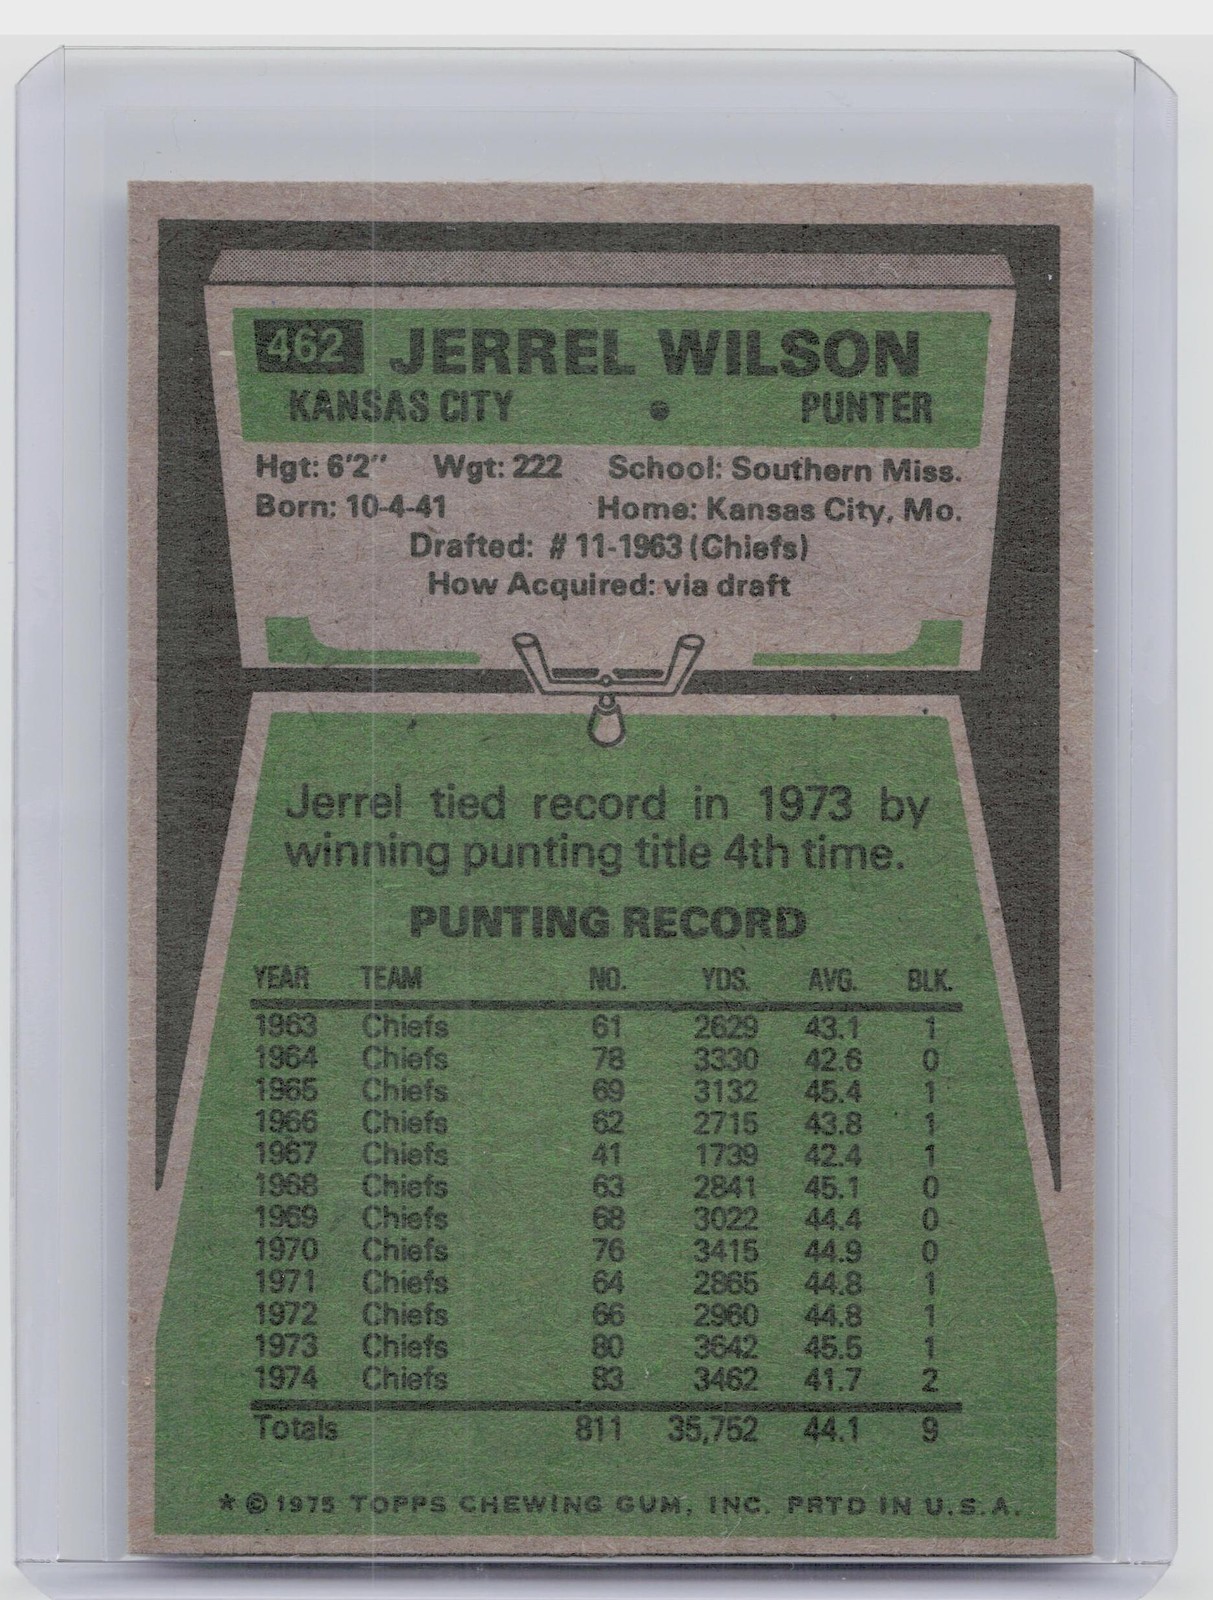 462 JERREL WILSON
KANSAS CITY • PUNTER
Hgt: 6'2" Wgt: 222 School: Southern Miss.
Born: 10-4-41 Home: Kansas City, Mo.
Drafted: # 11-1963 (Chiefs)
How Acquired: via draft
Jerrel tied record in 1973 by
winning punting title 4th time.
PUNTING RECORD
YEAR TEAM NO. YDS. AVG. BLK.
1963 Chiefs 61 2629 43.1 1
1964 Chiefs 78 3330 42.6 0
1965 Chiefs 69 3132 45.4 1
1966 Chiefs 62 2715 43.8 1
1967 Chiefs 41 1739 42.4 1
1968 Chiefs 63 2841 45.1 0
1969 Chiefs 68 3022 44.4 0
1970 Chiefs 76 3415 44.9 0
1971 Chiefs 64 2865 44.8 1
1972 Chiefs 66 2960 44.8 1
1973 Chiefs 80 3642 45.5 1
1974 Chiefs 83 3462 41.7 2
Totals 811 35,752 44.1 9
* © 1975 TOPPS CHEWING GUM, INC. PRTD IN U.S.A.